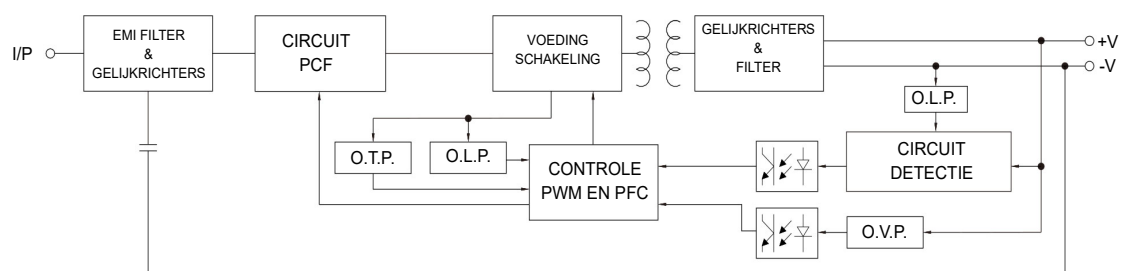 I/P
EMI FILTER
&
GELIJKRICHTERS
CIRCUIT
PCF
VOEDING
SCHAKELING
GELIJKRICHTERS
&
FILTER
+V
-V
O.L.P.
O.T.P.
O.L.P.
CONTROLE
PWM EN PFC
CIRCUIT
DETECTIE
O.V.P.